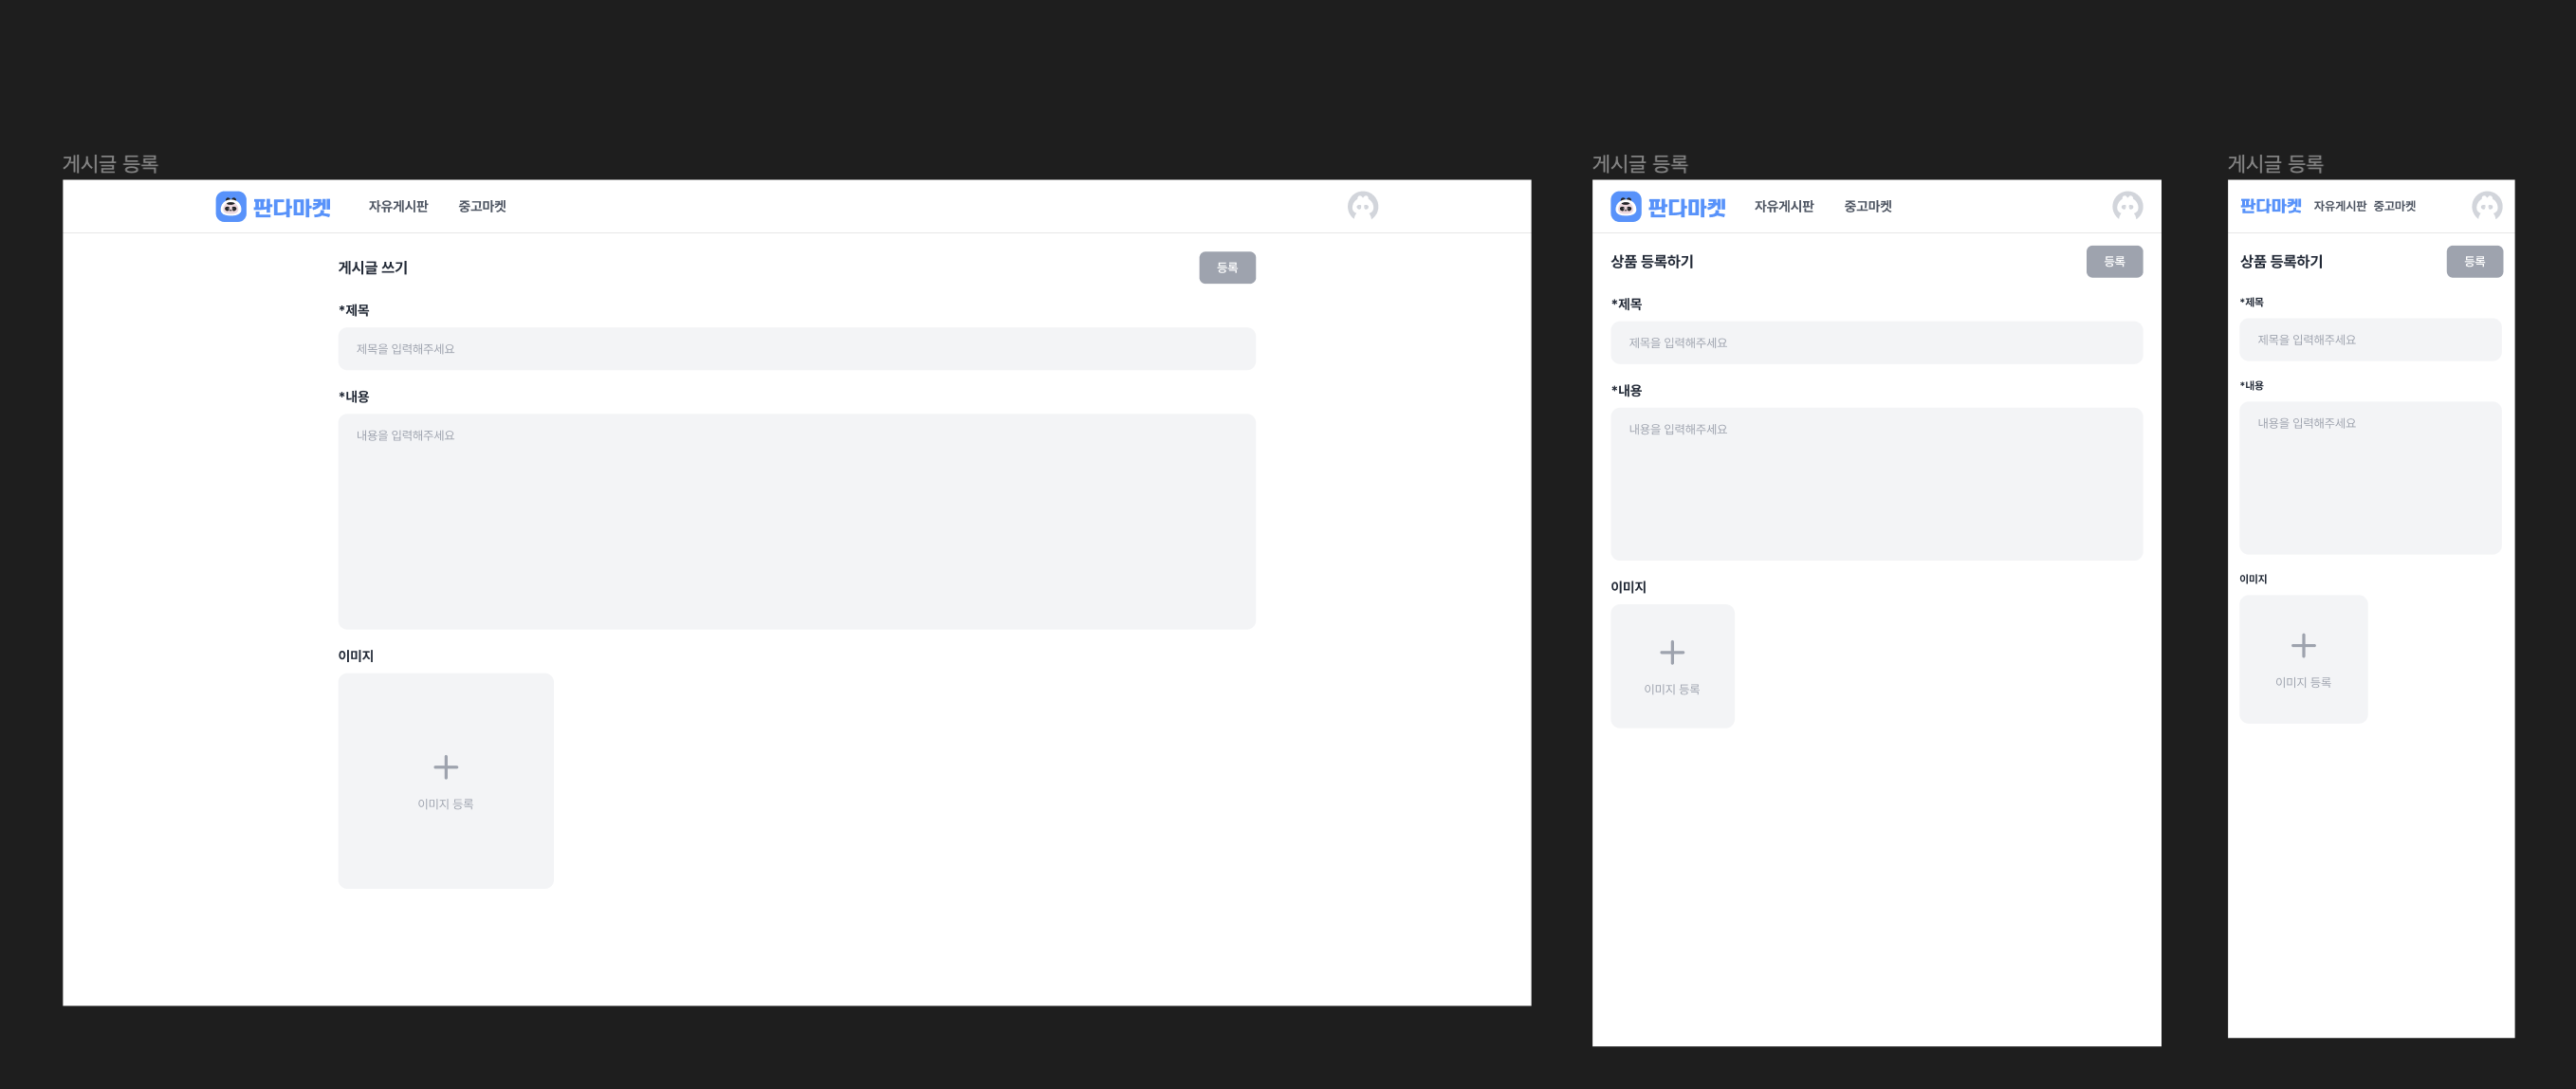 게시글 등록
판다마켓 자유게시판 중고마켓
게시글 쓰기 등록
*제목
제목을 입력해주세요
*내용
내용을 입력해주세요
이미지
이미지 등록
게시글 등록
판다마켓 자유게시판 중고마켓
상품 등록하기 등록
*제목
제목을 입력해주세요
*내용
내용을 입력해주세요
이미지
이미지 등록
게시글 등록
판다마켓 자유게시판 중고마켓
상품 등록하기 등록
*제목
제목을 입력해주세요
*내용
내용을 입력해주세요
이미지
이미지 등록